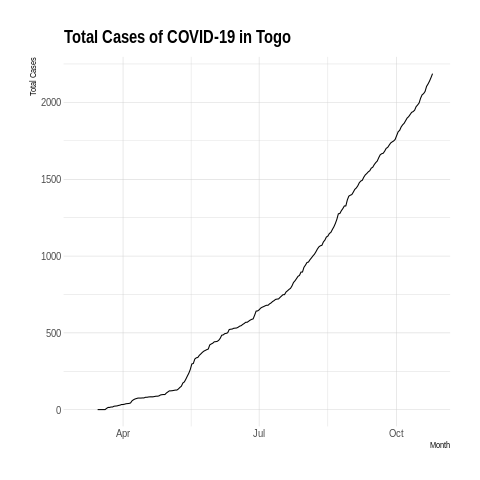 Total Cases of COVID-19 in Togo
Total Cases
2000
1500
1000
500
0
Apr
Jul
Oct
Month